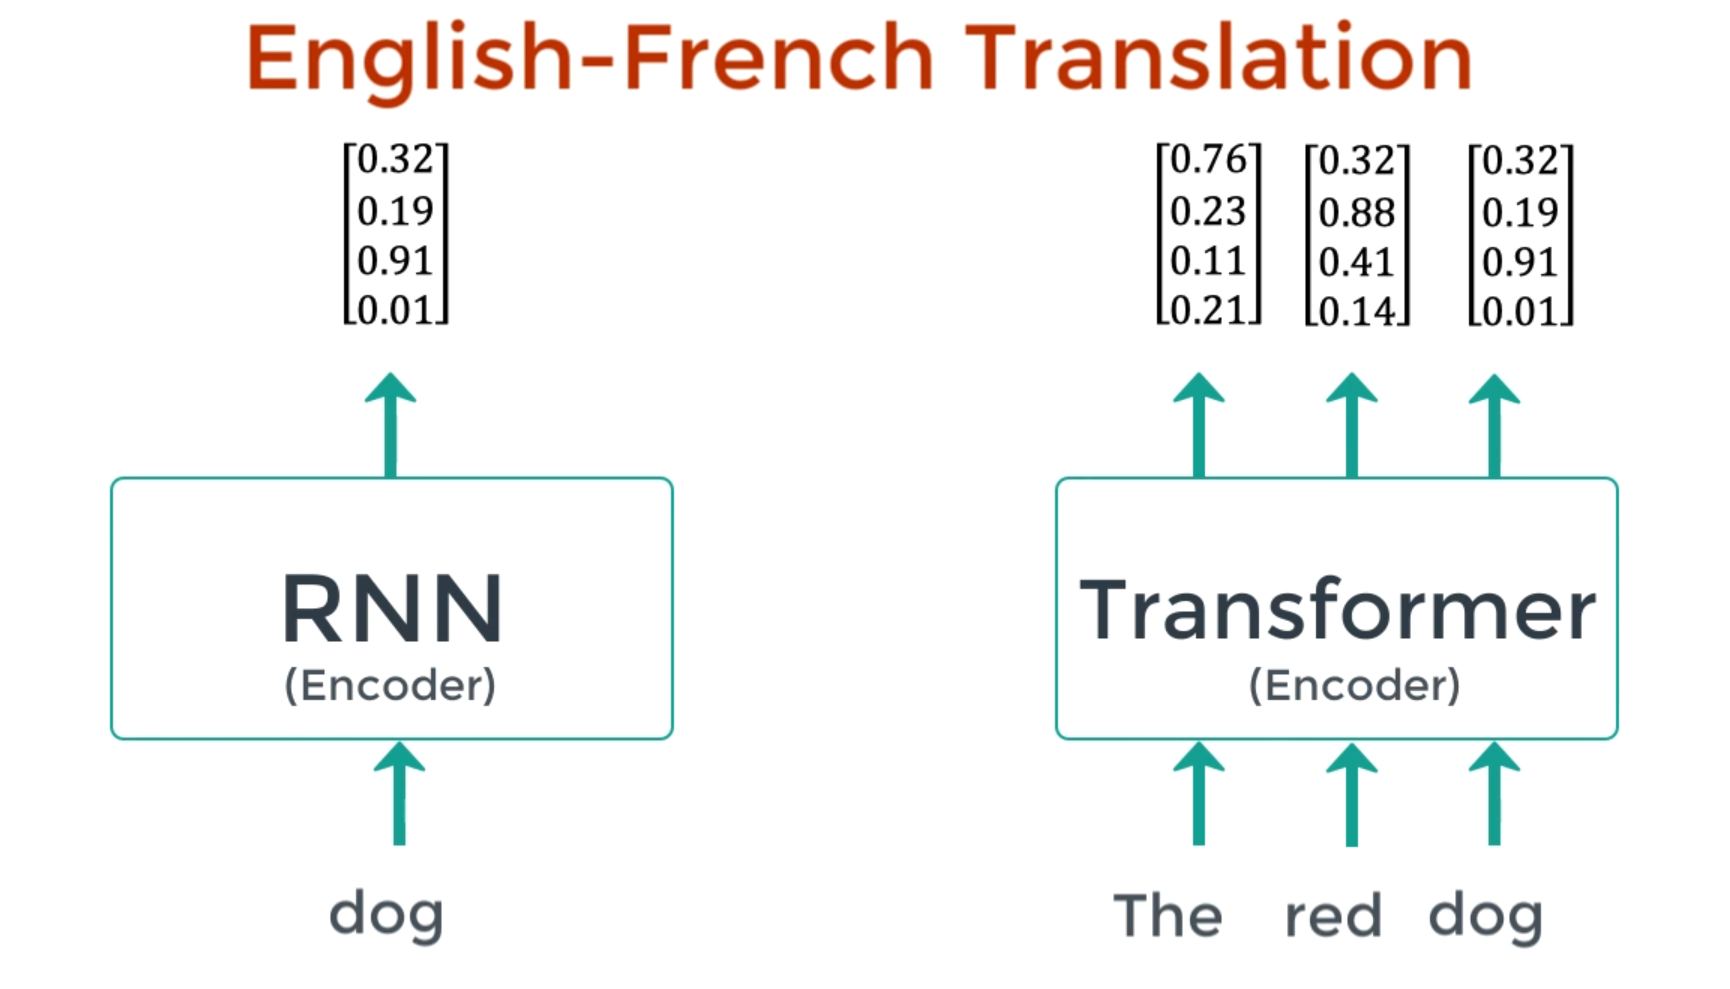 English-French Translation
[0.32
0.19
0.91
0.01]
[0.76
0.23
0.11
0.21]
[0.32
0.88
0.41
0.14]
[0.32
0.19
0.91
0.01]
RNN
(Encoder)
Transformer
(Encoder)
dog
The red dog